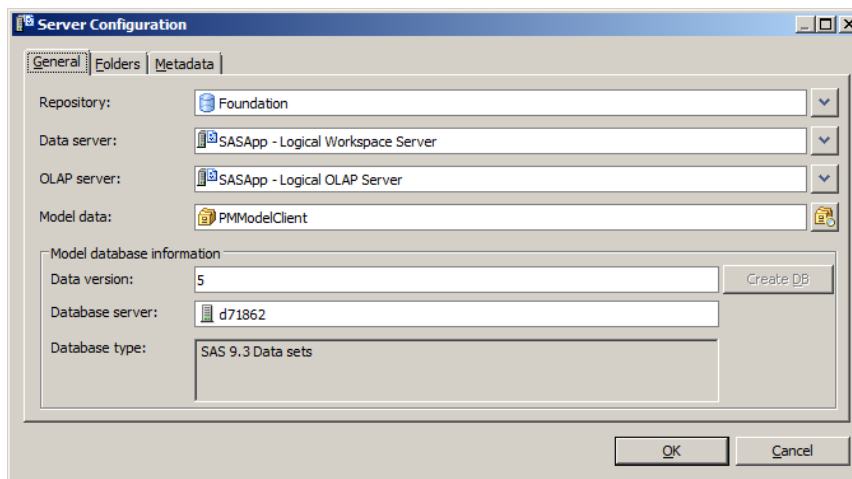 Server Configuration
General Folders Metadata
Repository: Foundation
Data server: SASApp - Logical Workspace Server
OLAP server: SASApp - Logical OLAP Server
Model data: PMModelClient
Model database information
Data version: 5 Create DB
Database server: d71862
Database type: SAS 9.3 Data sets
OK Cancel